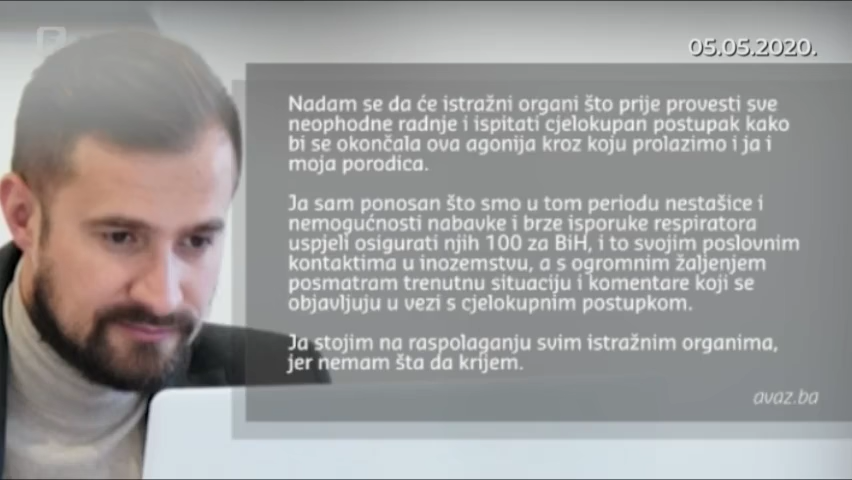 05.05.2020.
Nadam se da će istražni organi što prije provesti sve
neophodne radnje i ispitati cjelokupan postupak kako
bi se okončala ova agonija kroz koju prolazimo i ja i
moja porodica.
Ja sam ponosan što smo u tom periodu nestašice i
nemogućnosti nabavke i brze isporuke respiratora
uspjeli osigurati njih 100 za BiH, i to svojim poslovnim
kontaktima u inozemstvu, a s ogromnim žaljenjem
posmatram trenutnu situaciju i komentare koji se
objavljuju u vezi s cjelokupnim postupkom.
Ja stojim na raspolaganju svim istražnim organima,
jer nemam šta da krijem.
avaz.ba